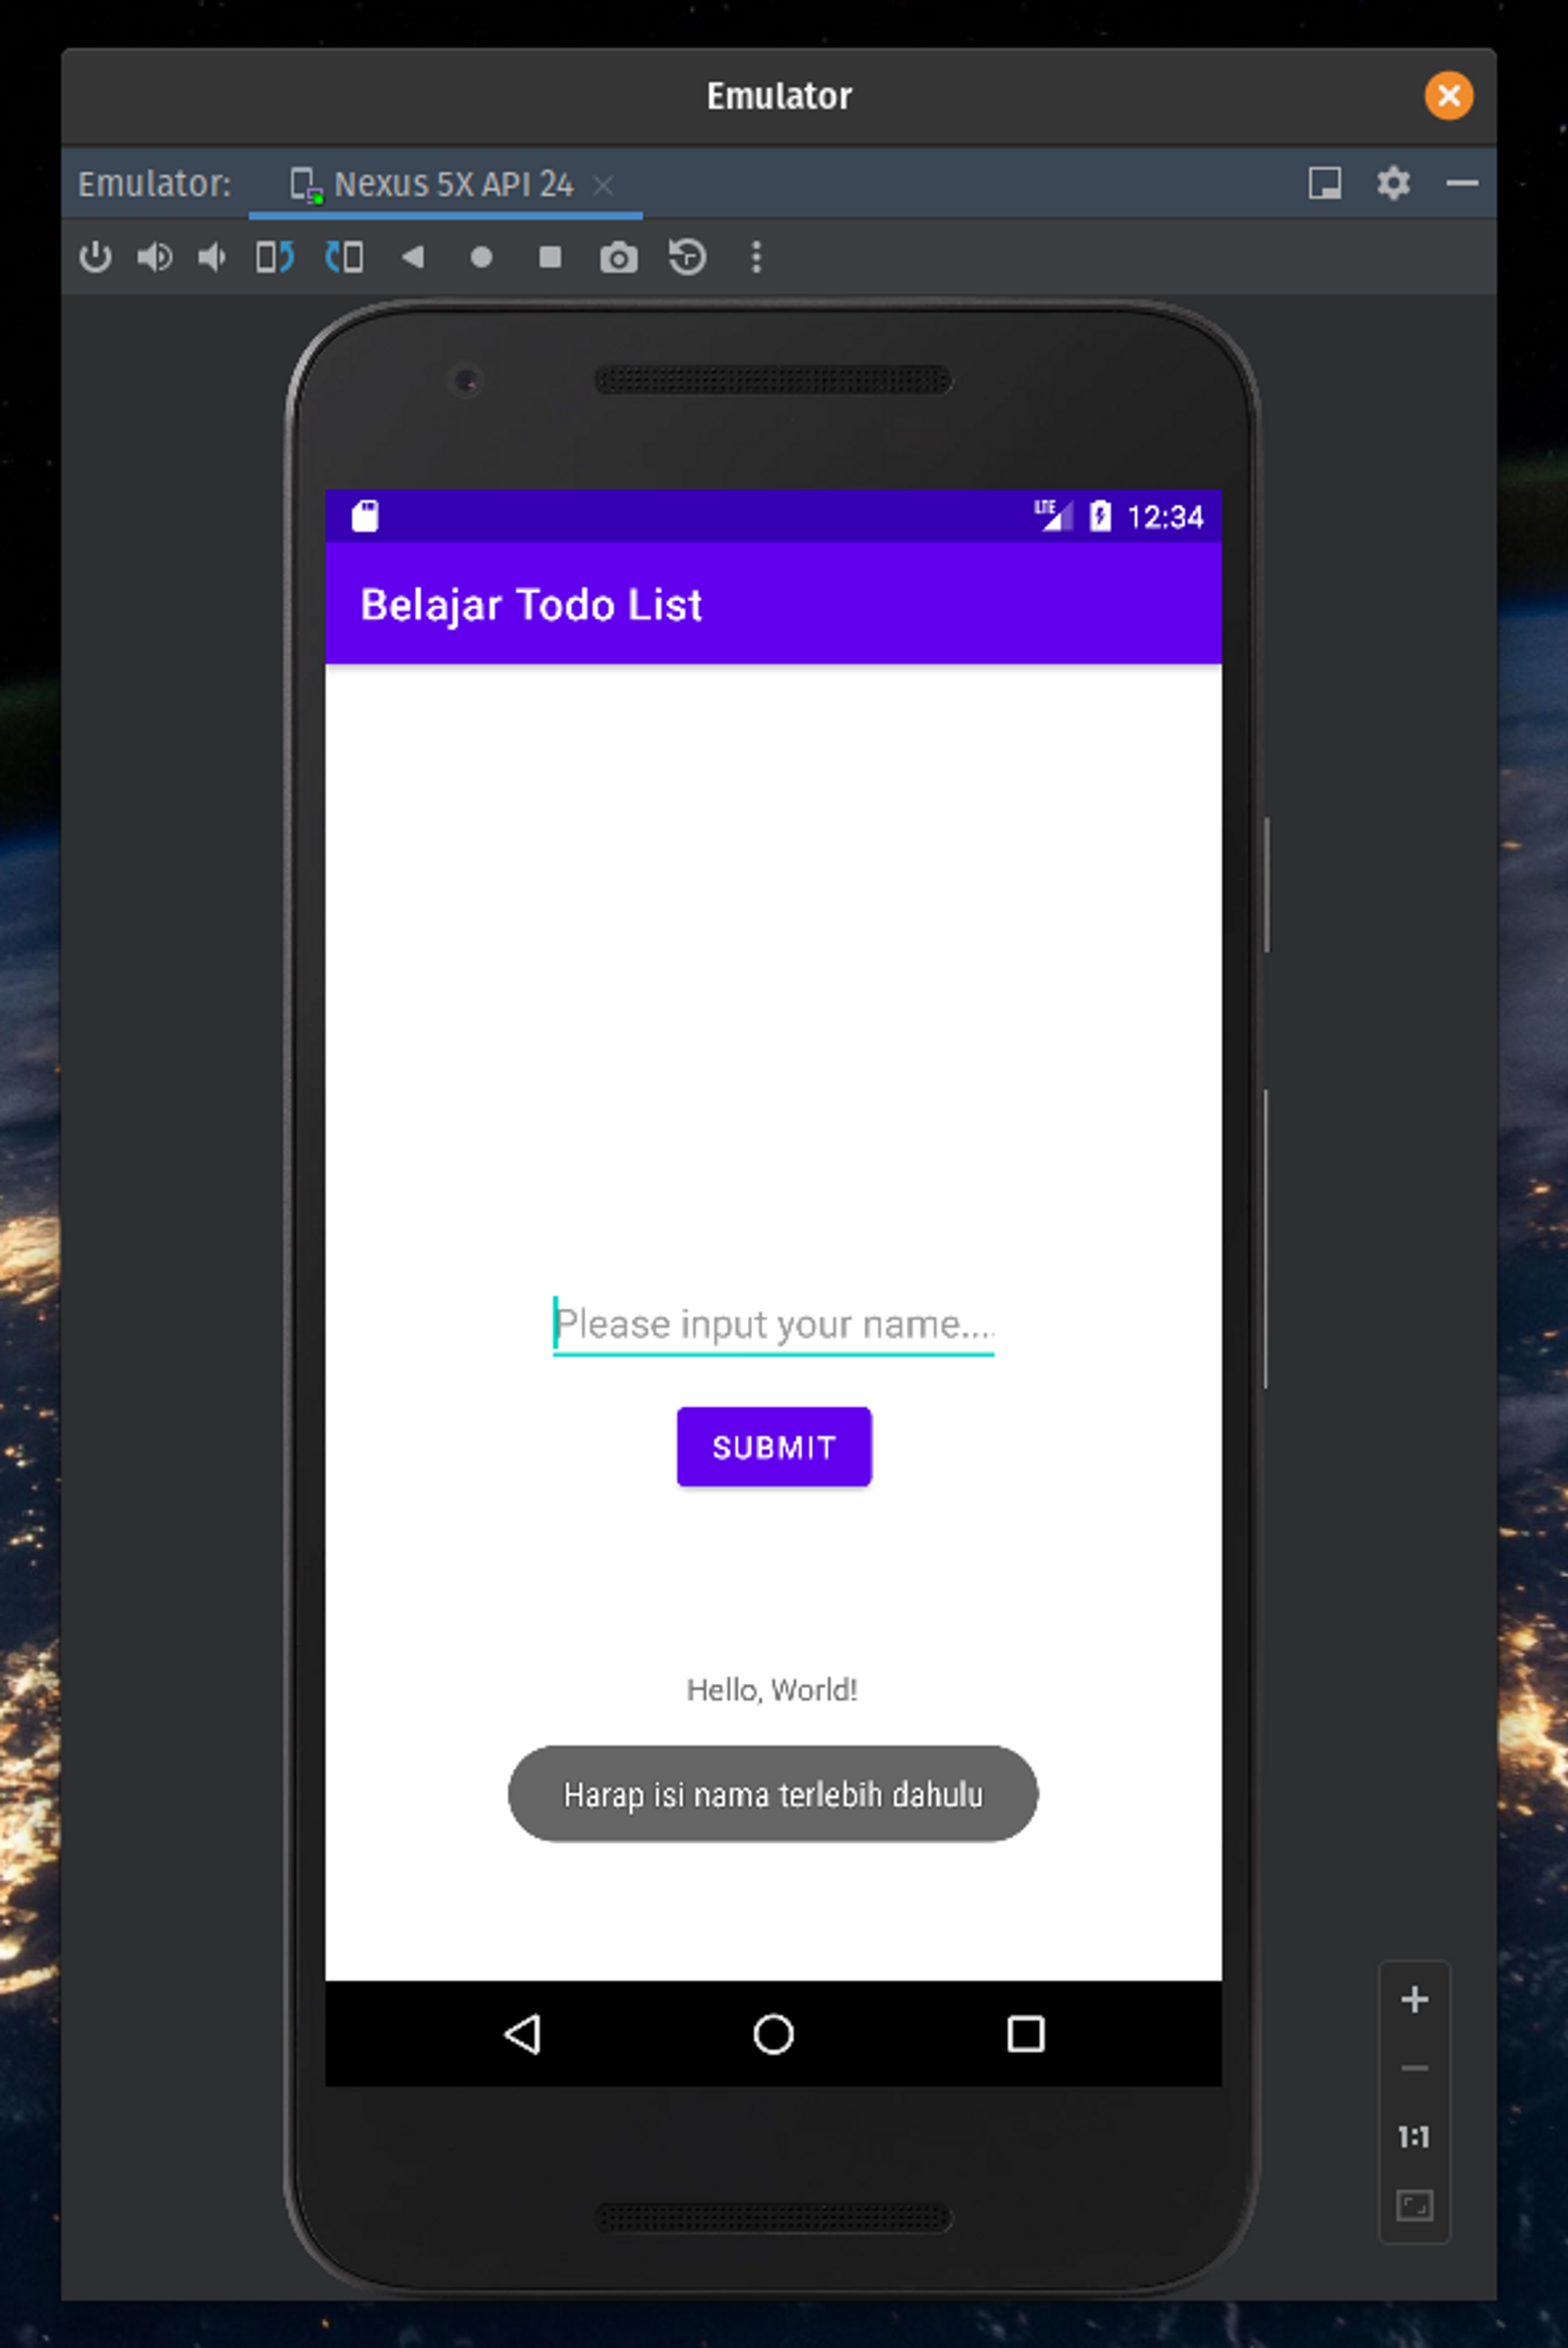 Emulator
Emulator: Nexus 5X API 24
LTE 12:34
Belajar Todo List
Please input your name....
SUBMIT
Hello, World!
Harap isi nama terlebih dahulu
1:1